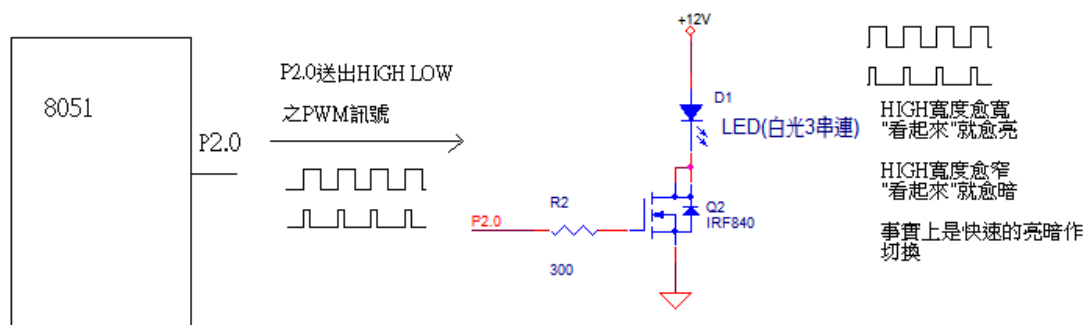 8051
P2.0
P2.0送出HIGH LOW
之PWM訊號
+12V
D1
LED(白光3串連)
R2
P2.0
300
Q2
IRF840
HIGH寬度愈寬
"看起來"就愈亮
HIGH寬度愈窄
"看起來"就愈暗
事實上是快速的亮暗作
切換